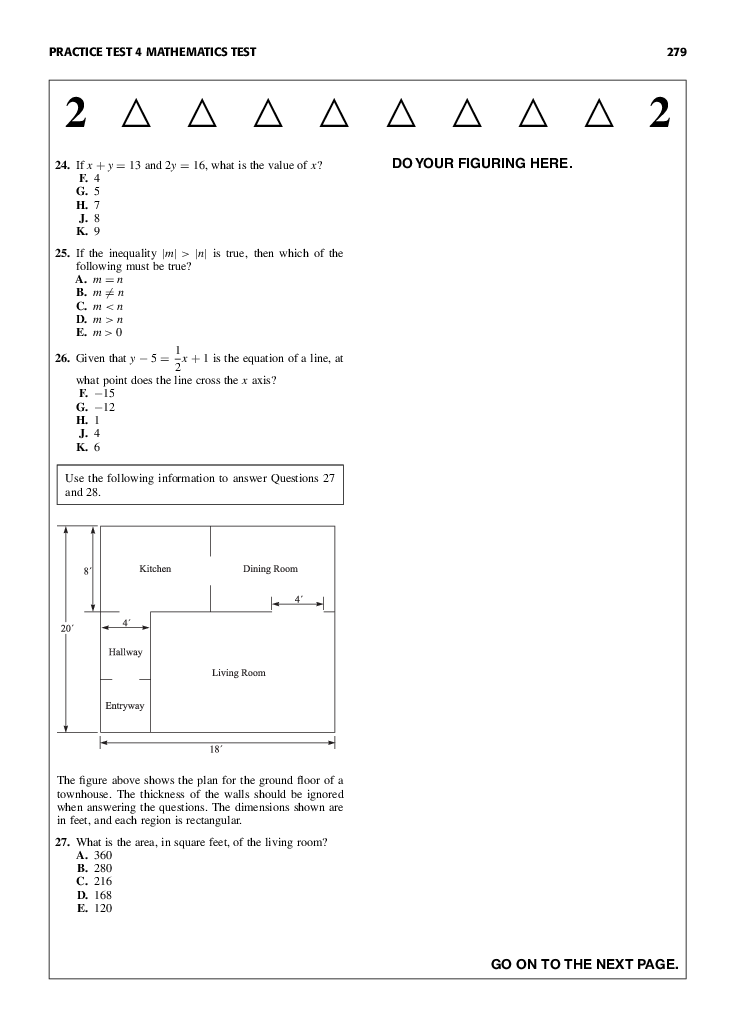 PRACTICE TEST 4 MATHEMATICS TEST 279
2 2
DO YOUR FIGURING HERE.
24. If x + y = 13 and 2y = 16, what is the value of x?
F. 4
G. 5
H. 7
J. 8
K. 9
25. If the inequality |m| > |n| is true, then which of the
following must be true?
A. m = n
B. m ≠ n
C. m < n
D. m > n
E. m > 0
26. Given that y − 5 = 1/2 x + 1 is the equation of a line, at
what point does the line cross the x axis?
F. −15
G. −12
H. 1
J. 4
K. 6
Use the following information to answer Questions 27
and 28.
8′
Kitchen
Dining Room
4′
20′
4′
Hallway
Living Room
Entryway
18′
The figure above shows the plan for the ground floor of a
townhouse. The thickness of the walls should be ignored
when answering the questions. The dimensions shown are
in feet, and each region is rectangular.
27. What is the area, in square feet, of the living room?
A. 360
B. 280
C. 216
D. 168
E. 120
GO ON TO THE NEXT PAGE.